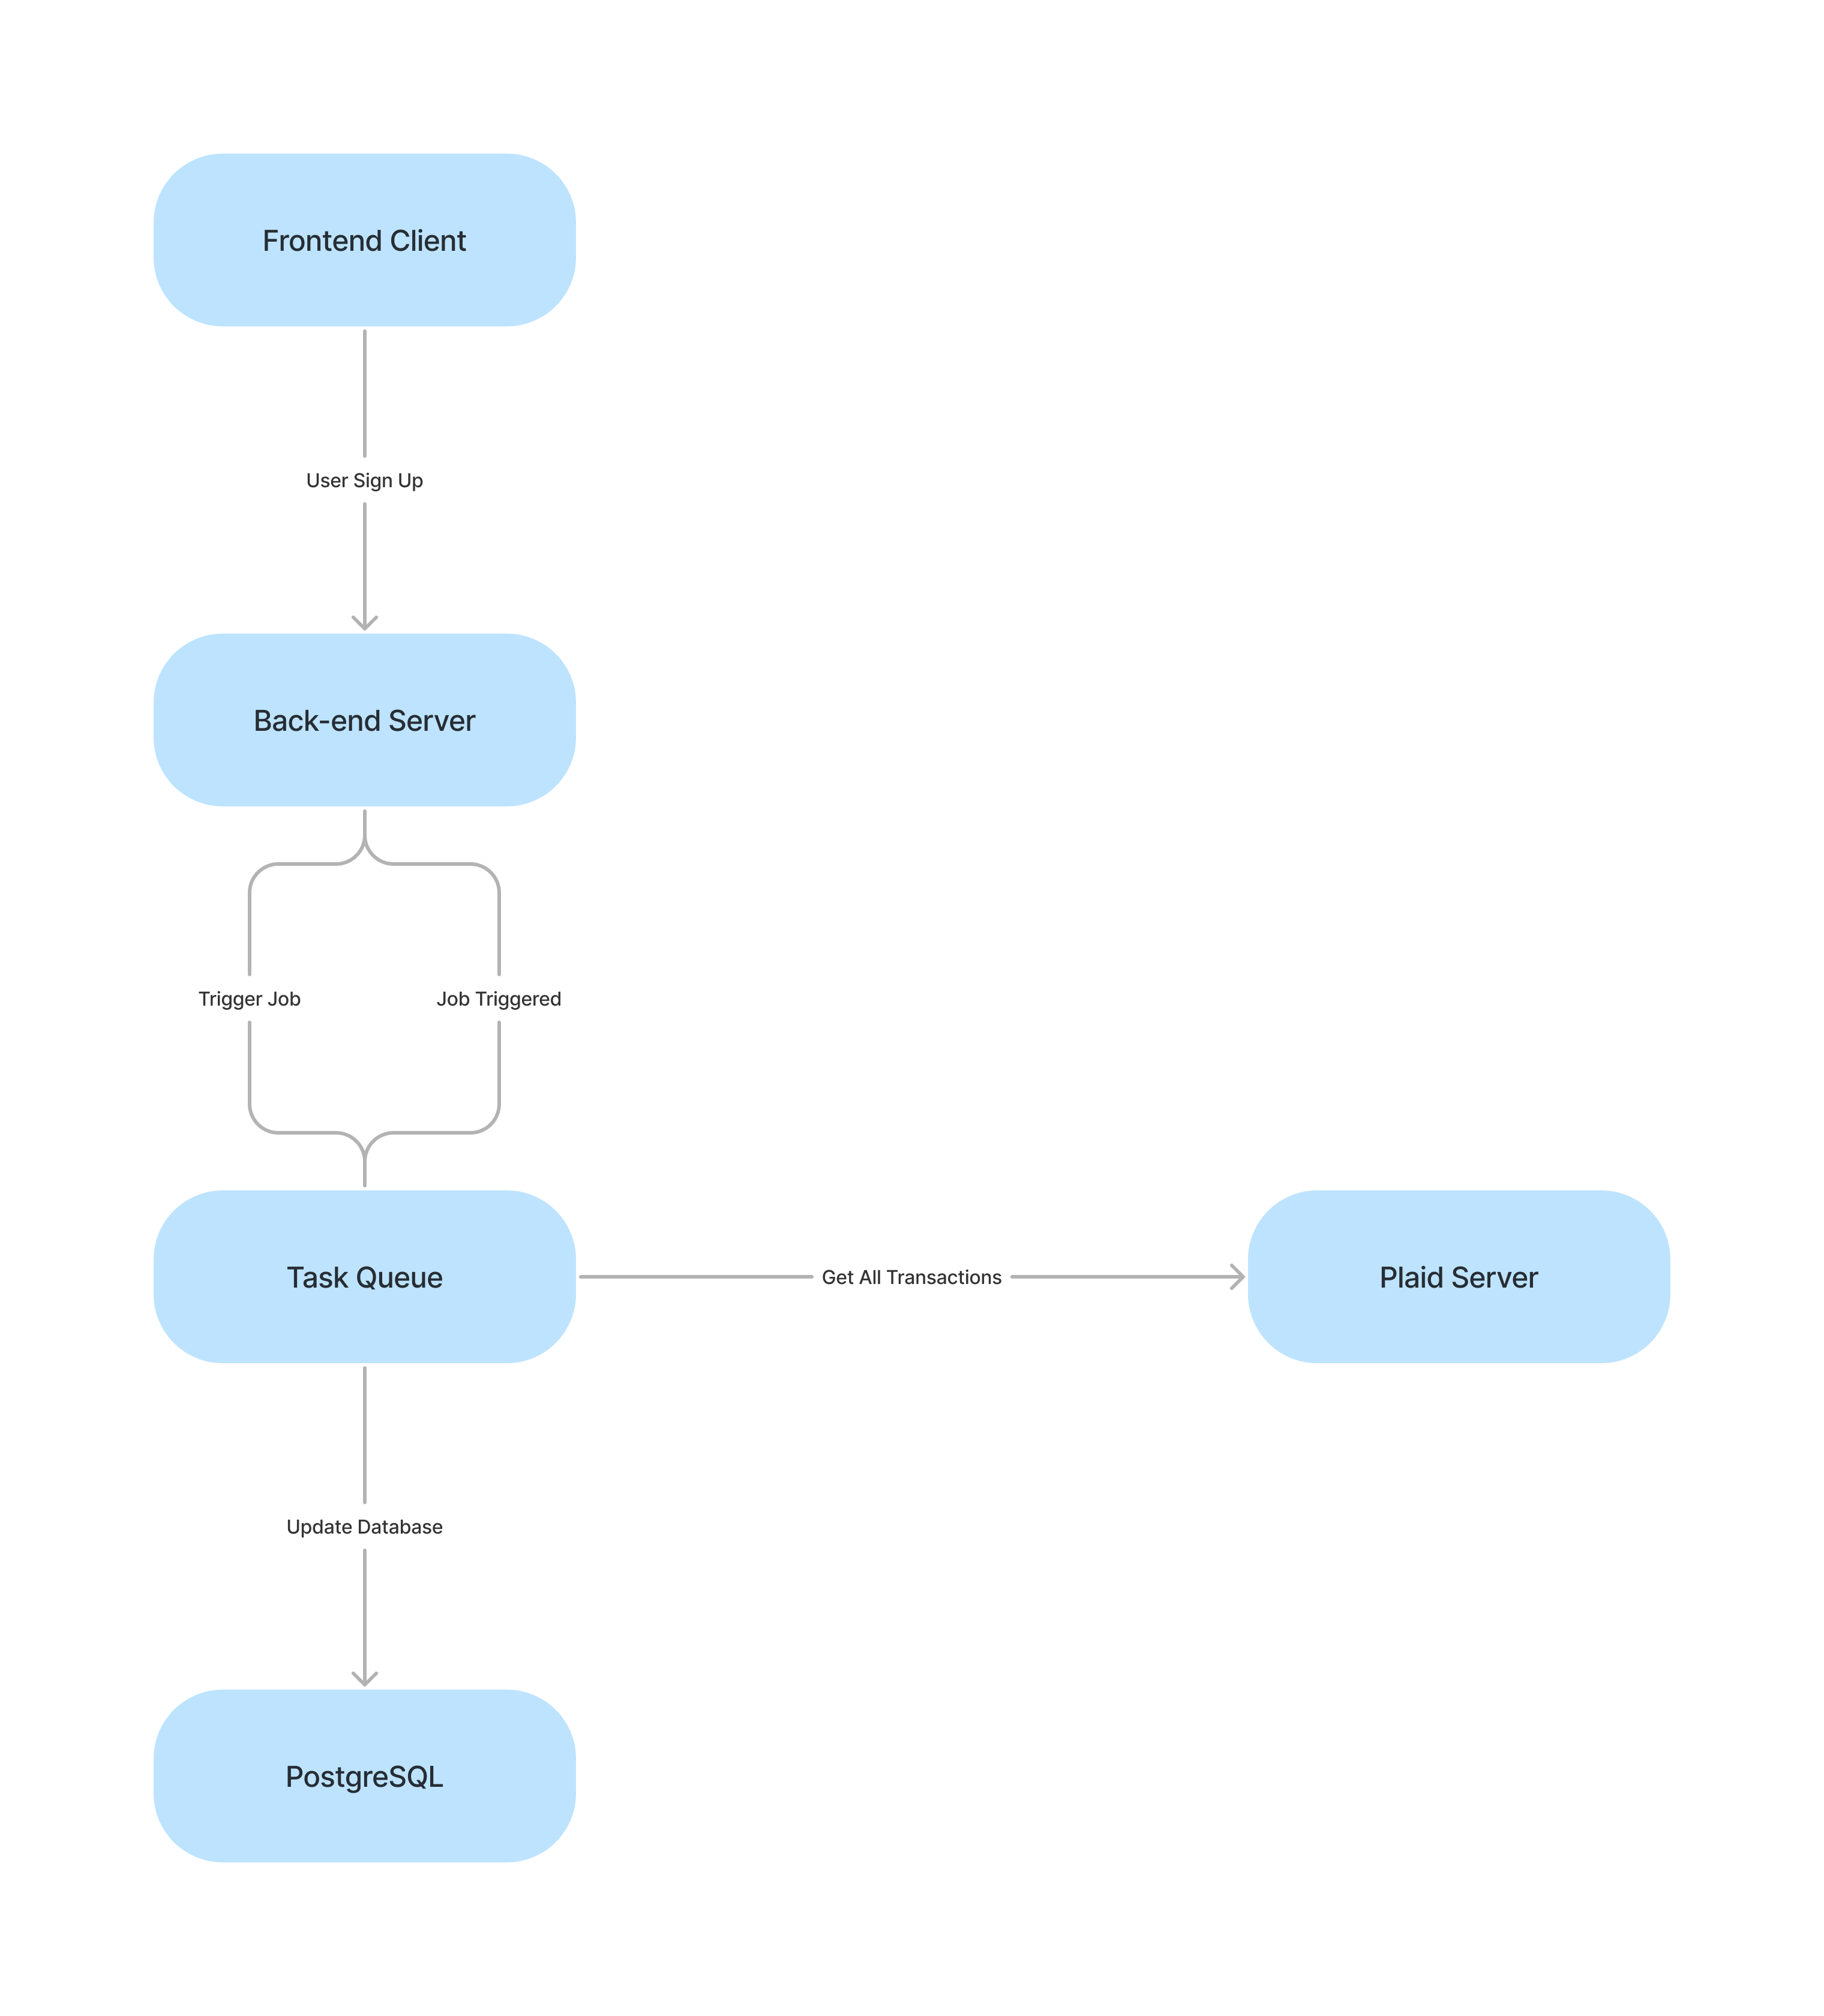 Frontend Client
User Sign Up
Back-end Server
Trigger Job
Job Triggered
Task Queue
Get All Transactions
Plaid Server
Update Database
PostgreSQL